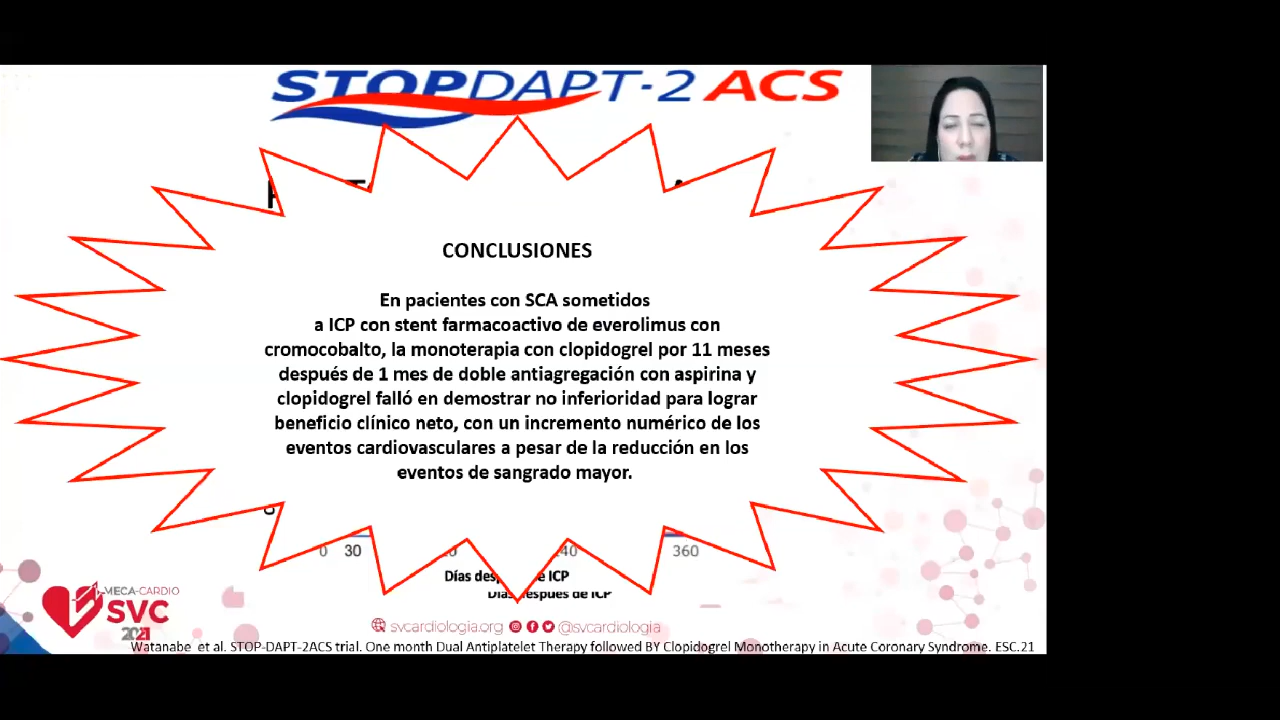 STOPDAPT-2 ACS
CONCLUSIONES
En pacientes con SCA sometidos
a ICP con stent farmacoactivo de everolimus con
cromocobalto, la monoterapia con clopidogrel por 11 meses
después de 1 mes de doble antiagregación con aspirina y
clopidogrel falló en demostrar no inferioridad para lograr
beneficio clínico neto, con un incremento numérico de los
eventos cardiovasculares a pesar de la reducción en los
eventos de sangrado mayor.
0 30 360
Días ICP
Días después de ICP
MECA-CARDIO
SVC
2021
svcardiologia.org @svcardiologia
Watanabe et al. STOP-DAPT-2ACS trial. One month Dual Antiplatelet Therapy followed BY Clopidogrel Monotherapy in Acute Coronary Syndrome. ESC.21